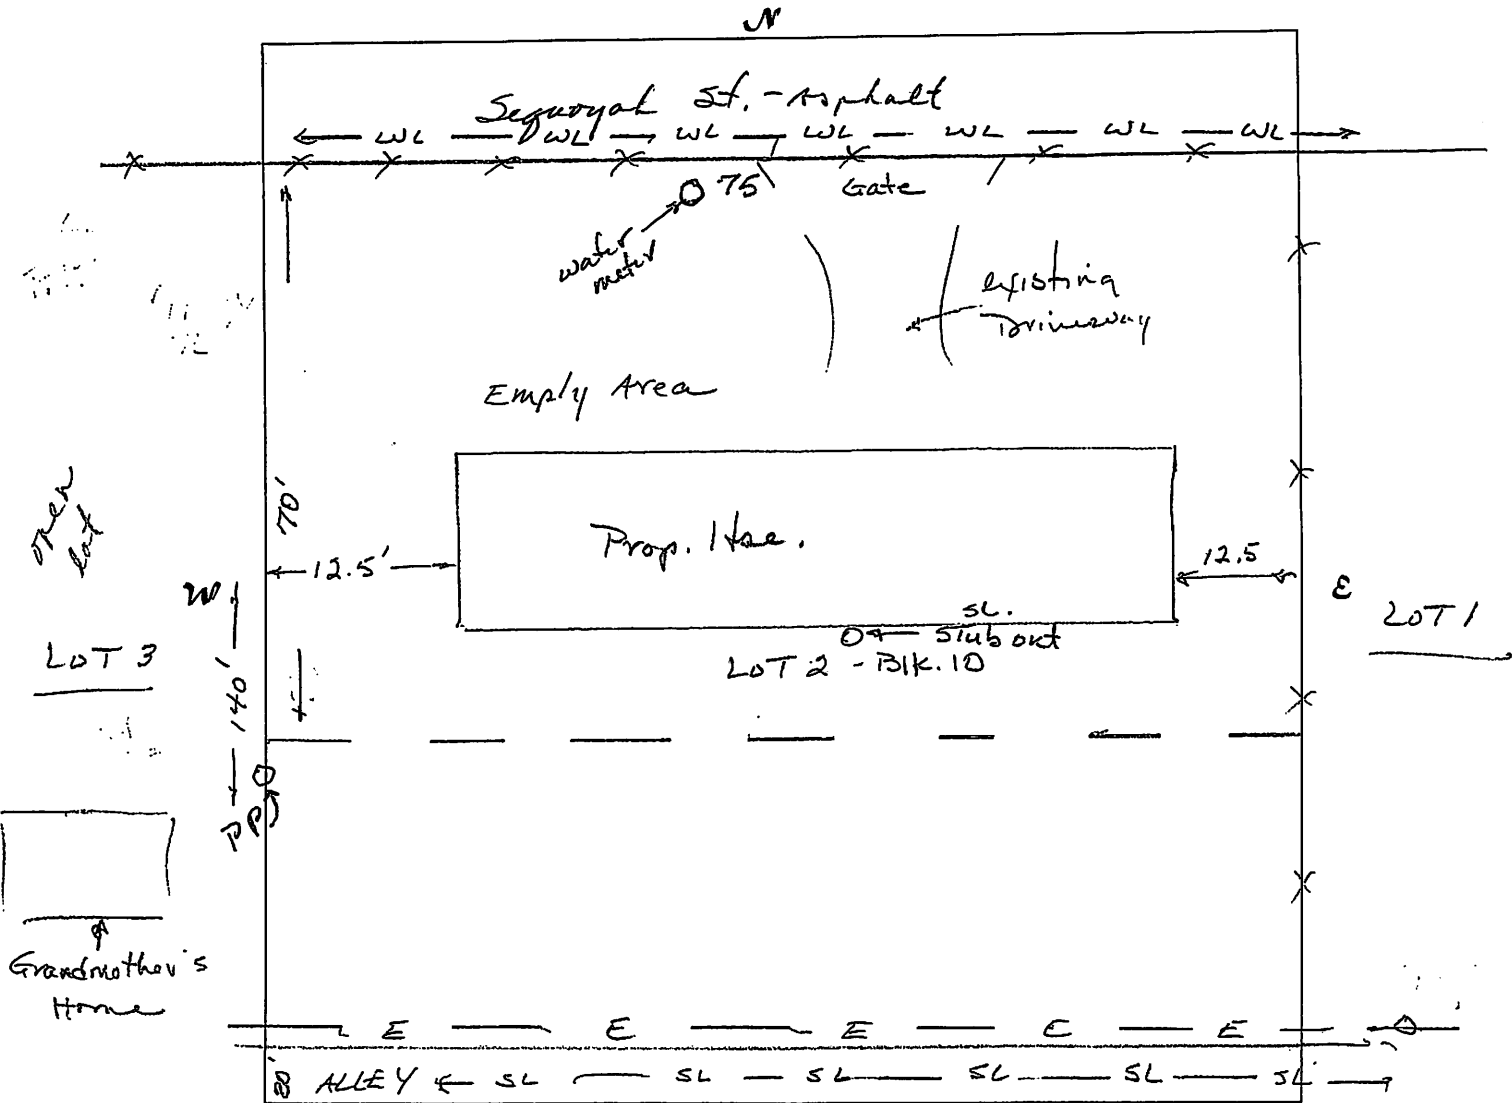 N
Sequoyah St. - Asphalt
WL WL WL WL WL WL WL
75'
Gate
water
meter
existing
Driveway
Emply Area
open
lot
70'
Prop. Hse.
12.5'
12.5
W
E
LOT 1
SL.
Stub out
LOT 2 - Blk. 10
LOT 3
140'
PP
Grandmother's
Home
E E E E E
20' ALLEY SL SL SL SL SL SL